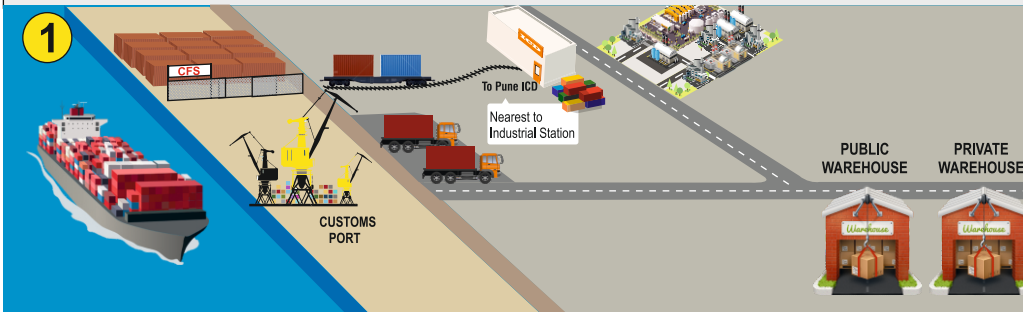 1
CFS
To Pune ICD
Nearest to
Industrial Station
CUSTOMS
PORT
PUBLIC
WAREHOUSE
PRIVATE
WAREHOUSE
Warehouse
Warehouse